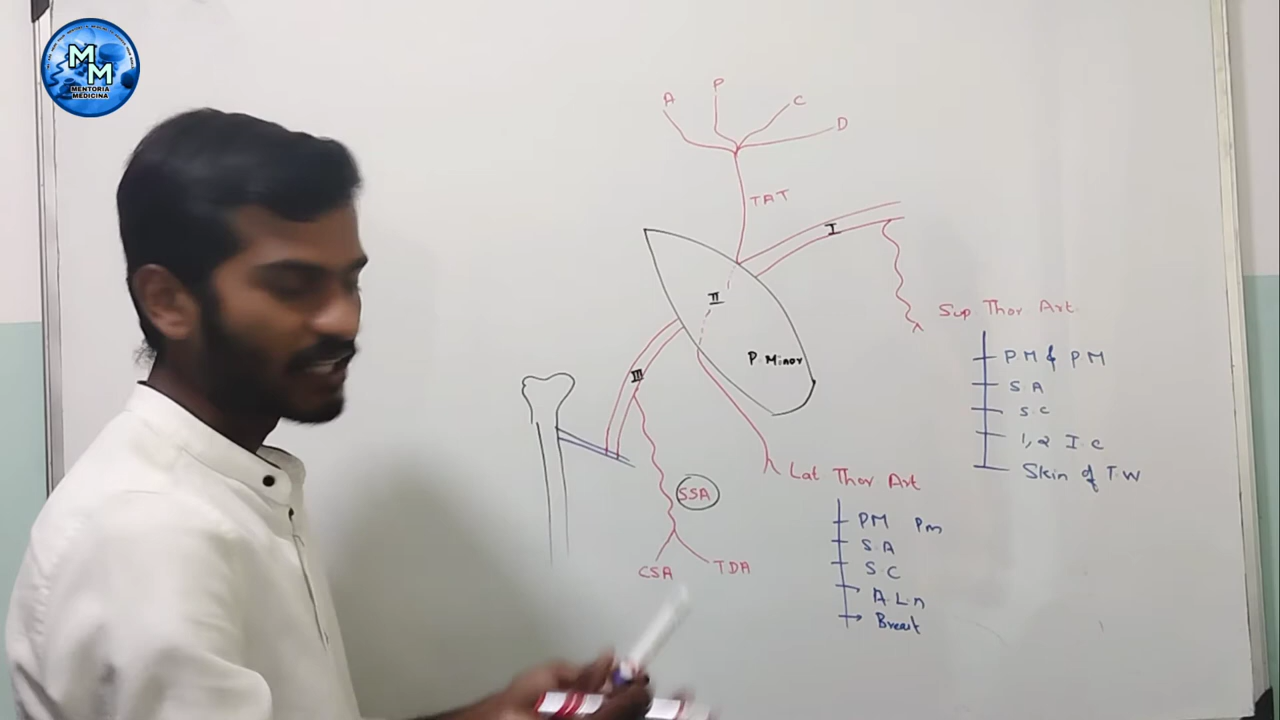 M
M
MENTORIA
MEDICINA
A
P
C
D
TAT
I
II
P. Minor
III
Sup Thor Art
PM & PM
S.A
S.C
1,2 I.C
Skin of T.W
Lat Thor Art
PM Pm
S.A
S.C
A.L.n
Breast
SSA
CSA
TDA